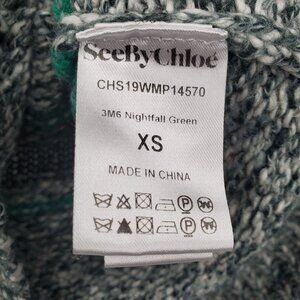 SeeByChloé
CHS19WMP14570
3M6 Nightfall Green
XS
MADE IN CHINA
P
P